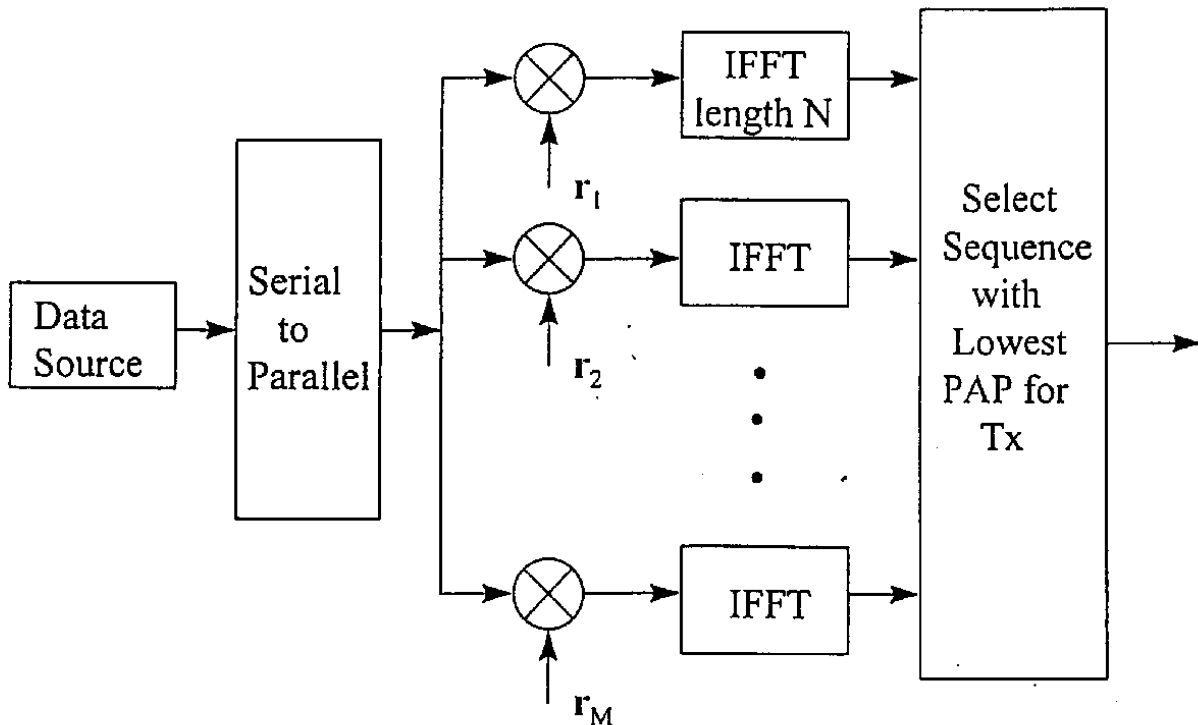 Data
Source
Serial
to
Parallel
r1
r2
rM
IFFT
length N
IFFT
IFFT
Select
Sequence
with
Lowest
PAP for
Tx